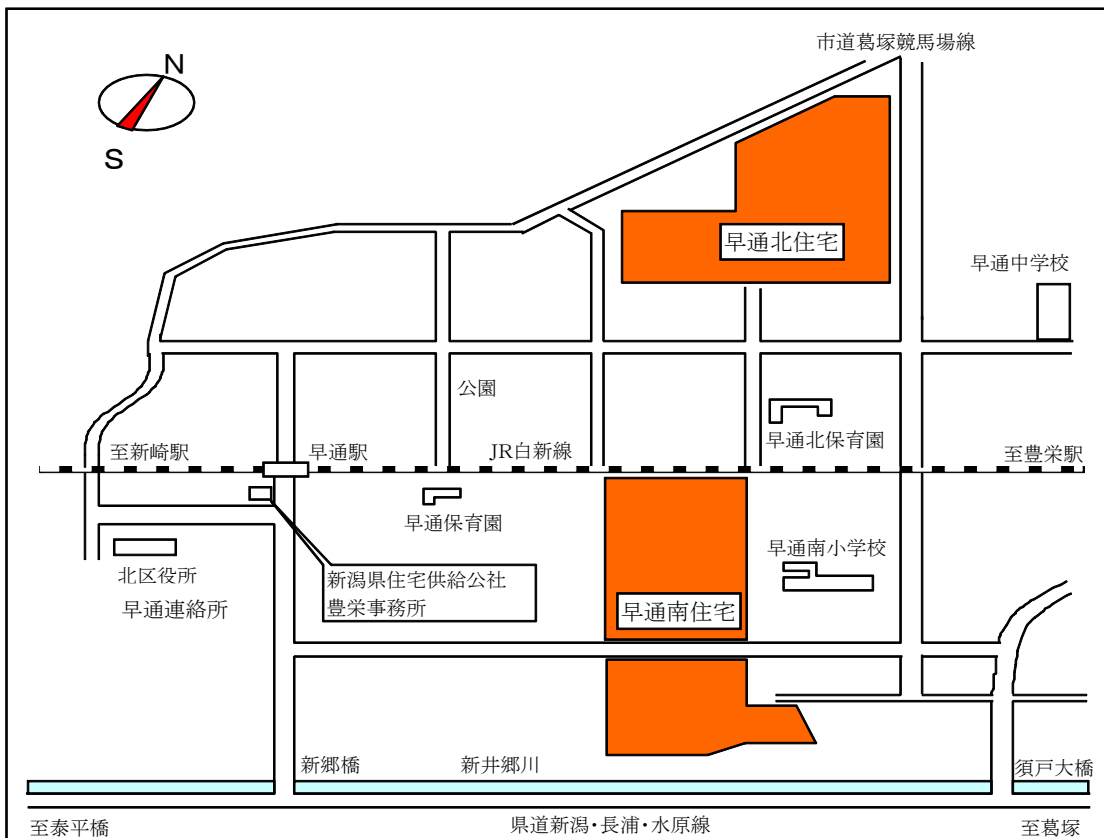 市道葛塚競馬場線
N
S
早通北住宅
早通中学校
公園
早通北保育園
至新崎駅
早通駅
JR白新線
至豊栄駅
早通保育園
早通南小学校
北区役所
早通連絡所
新潟県住宅供給公社
豊栄事務所
早通南住宅
新郷橋
新井郷川
須戸大橋
至泰平橋
県道新潟・長浦・水原線
至葛塚